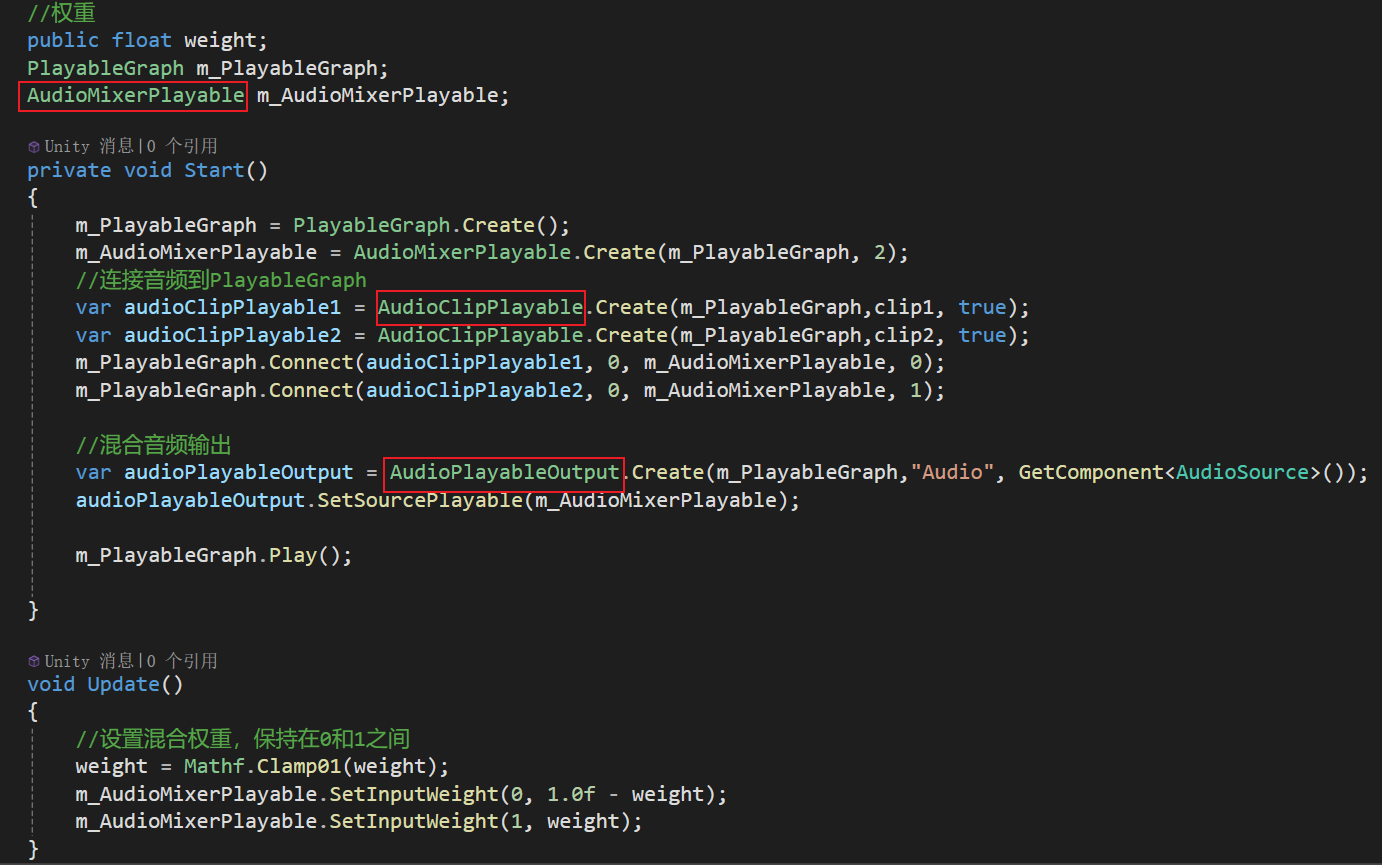 //权重
public float weight;
PlayableGraph m_PlayableGraph;
AudioMixerPlayable m_AudioMixerPlayable;
Unity 消息|0 个引用
private void Start()
{
m_PlayableGraph = PlayableGraph.Create();
m_AudioMixerPlayable = AudioMixerPlayable.Create(m_PlayableGraph, 2);
//连接音频到PlayableGraph
var audioClipPlayable1 = AudioClipPlayable.Create(m_PlayableGraph,clip1, true);
var audioClipPlayable2 = AudioClipPlayable.Create(m_PlayableGraph,clip2, true);
m_PlayableGraph.Connect(audioClipPlayable1, 0, m_AudioMixerPlayable, 0);
m_PlayableGraph.Connect(audioClipPlayable2, 0, m_AudioMixerPlayable, 1);
//混合音频输出
var audioPlayableOutput = AudioPlayableOutput.Create(m_PlayableGraph,"Audio", GetComponent<AudioSource>());
audioPlayableOutput.SetSourcePlayable(m_AudioMixerPlayable);
m_PlayableGraph.Play();
}
Unity 消息|0 个引用
void Update()
{
//设置混合权重，保持在0和1之间
weight = Mathf.Clamp01(weight);
m_AudioMixerPlayable.SetInputWeight(0, 1.0f - weight);
m_AudioMixerPlayable.SetInputWeight(1, weight);
}